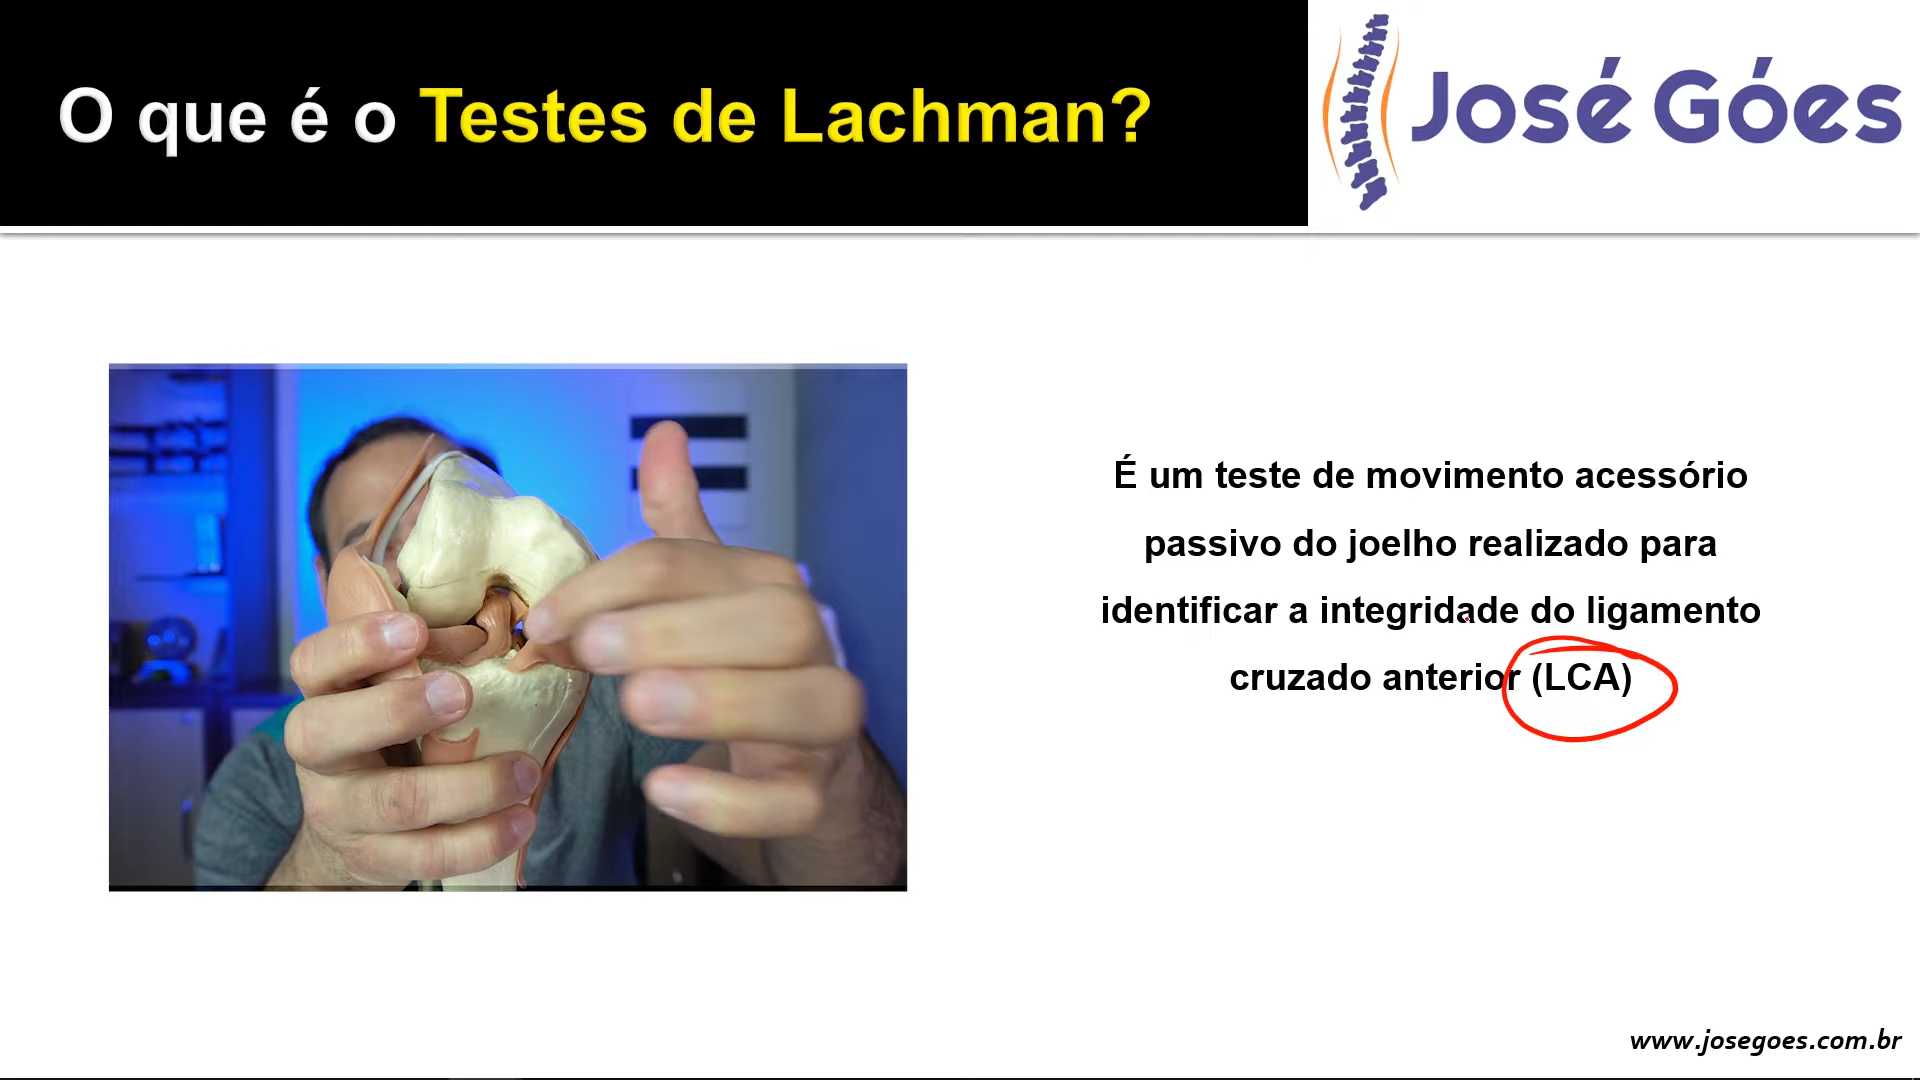 O que é o Testes de Lachman?
José Góes
É um teste de movimento acessório
passivo do joelho realizado para
identificar a integridade do ligamento
cruzado anterior (LCA)
www.josegoes.com.br